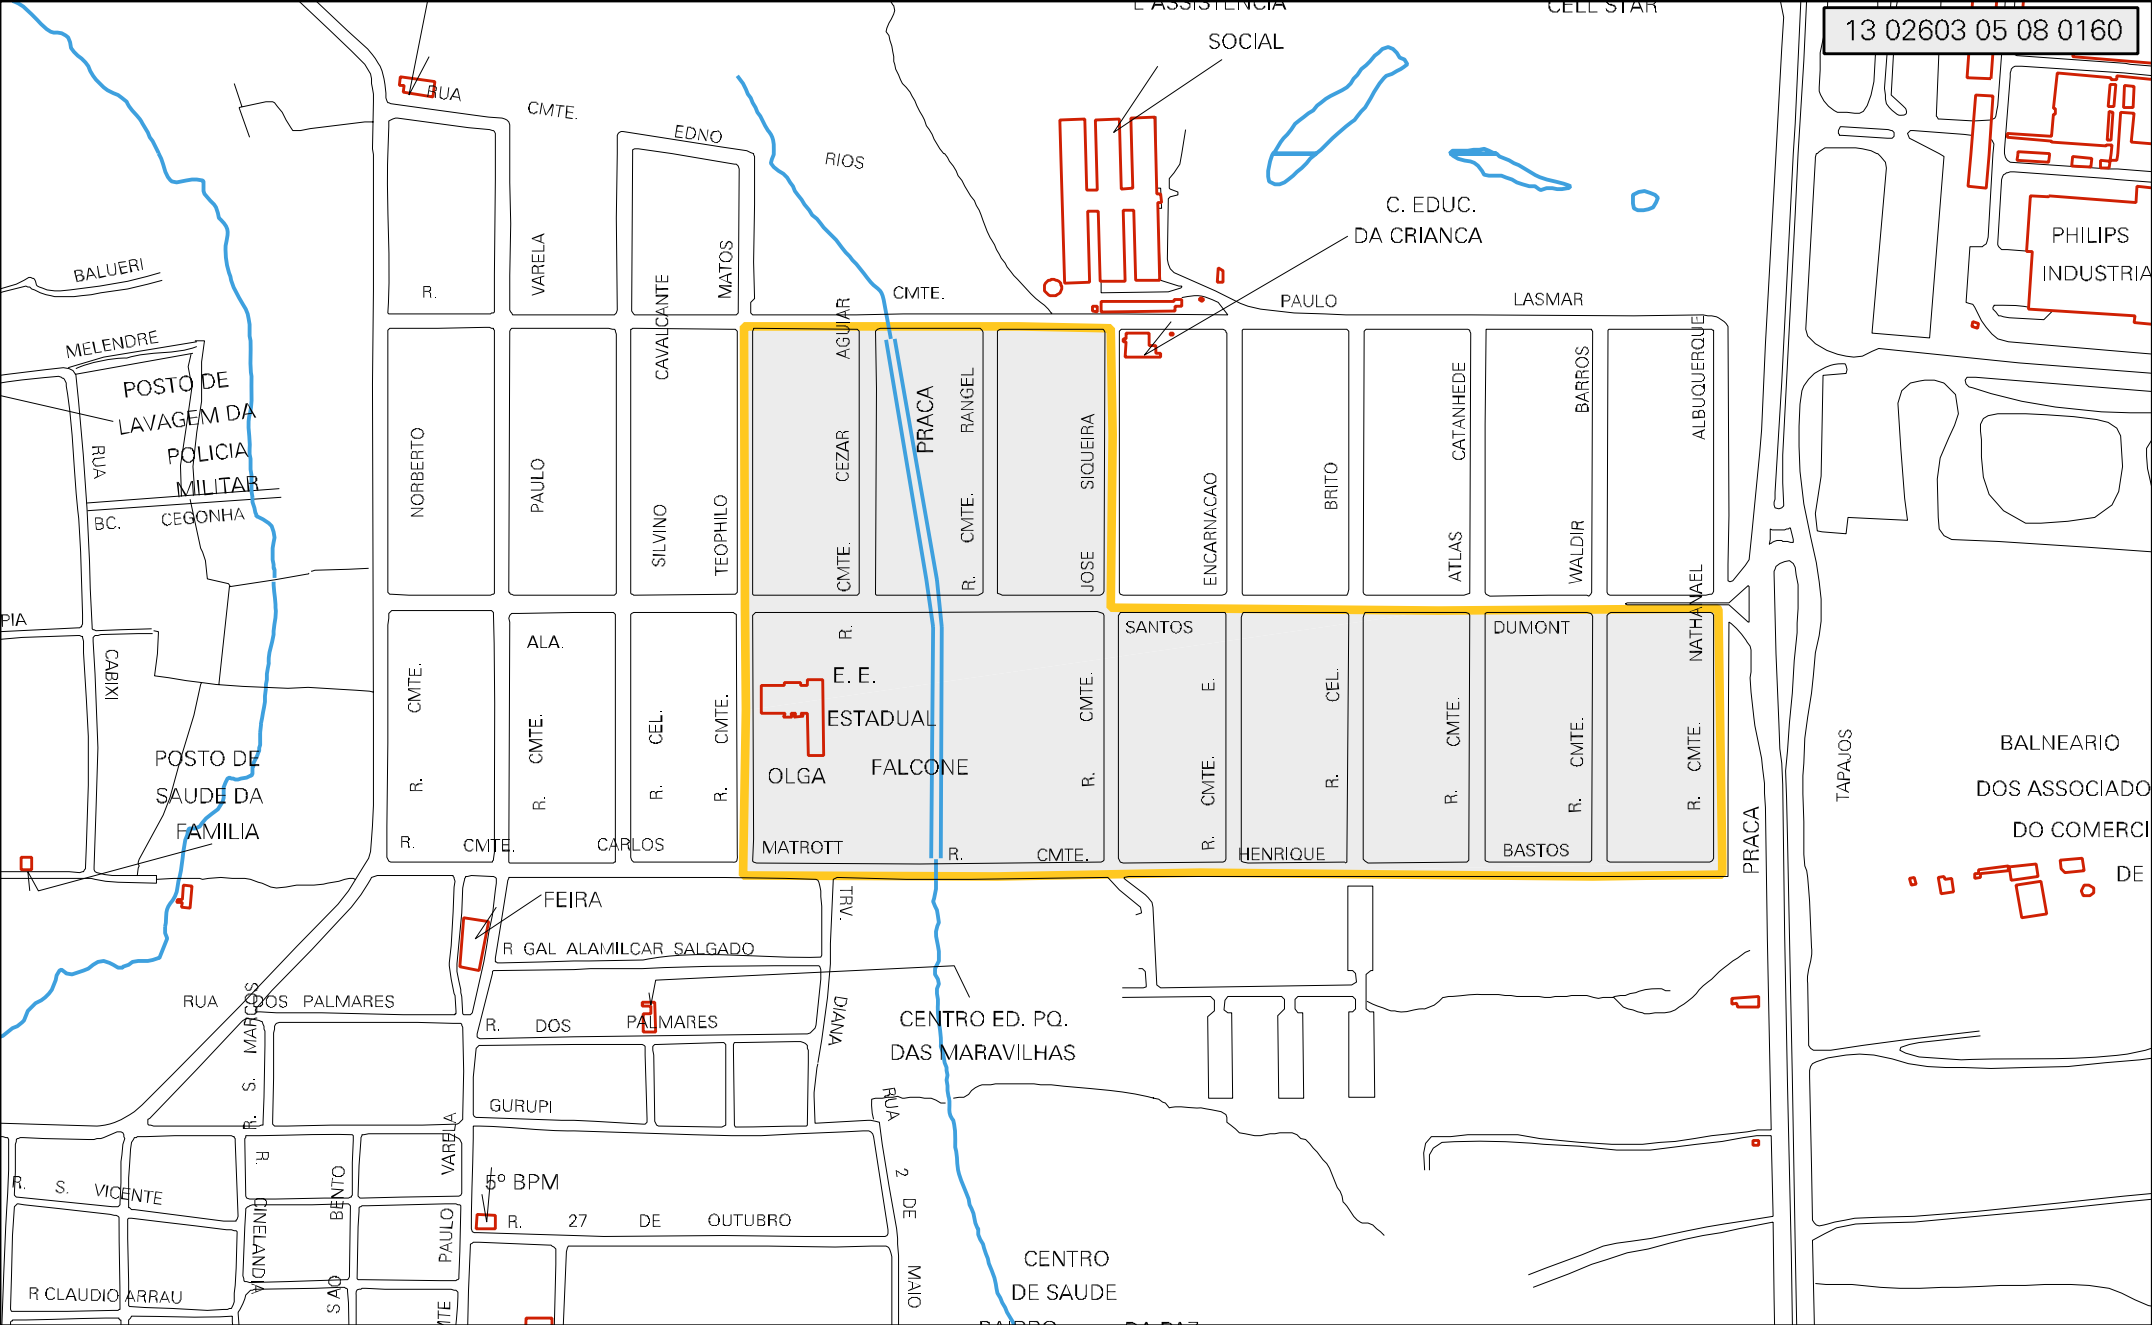 SOCIAL
CELL STAR
13 02603 05 08 0160
RUA CMTE. EDNO RIOS
C. EDUC.
DA CRIANCA
PHILIPS
INDUSTRIA
BALUERI
R.
VARELA
CAVALCANTE
MATOS
AGUIAR
CMTE. PAULO LASMAR
MELENDRE
POSTO DE
LAVAGEM DA
POLICIA
MILITAR
RUA
BC. CEGONHA
NORBERTO
PAULO
SILVINO
TEOPHILO
CEZAR
CMTE.
PRACA
RANGEL
CMTE.
R.
SIQUEIRA
JOSE
ENCARNACAO
BRITO
CATANHEDE
ATLAS
BARROS
WALDIR
ALBUQUERQUE
NATHANAEL
PIA
CABIXI
ALA. SANTOS DUMONT
R.
E. E.
ESTADUAL
OLGA FALCONE
CMTE.
R.
CMTE.
R.
CEL.
R.
CMTE.
R.
CMTE.
R.
E.
CMTE.
R.
CEL.
R.
CMTE.
R.
CMTE.
R.
CMTE.
R.
TAPAJOS
PRACA
BALNEARIO
DOS ASSOCIADO
DO COMERCI
DE
POSTO DE
SAUDE DA
FAMILIA
R. CMTE. CARLOS MATROTT
R. CMTE. HENRIQUE BASTOS
FEIRA
TRV.
DIANA
R GAL ALAMILCAR SALGADO
RUA DOS PALMARES
R. DOS PALMARES
R. S. MARCOS
CENTRO ED. PQ.
DAS MARAVILHAS
GURUPI
RUA 2 DE MAIO
VARELA
PAULO
R. S. VICENTE
R.
CINELANDIA
BENTO
SAO
5º BPM
R. 27 DE OUTUBRO
R CLAUDIO ARRAU
CENTRO
DE SAUDE